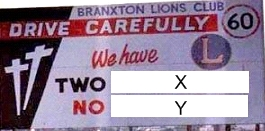 BRANXTON LIONS CLUB
DRIVE CAREFULLY 60
We have L
TWO X
NO Y